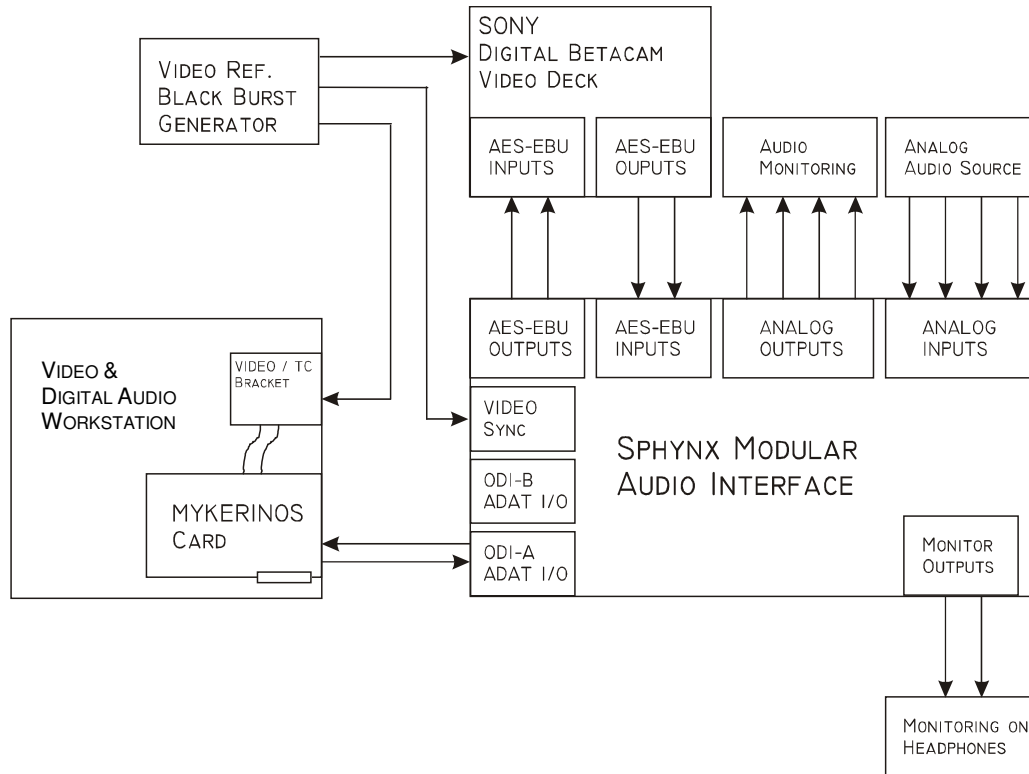 SONY
DIGITAL BETACAM
VIDEO DECK
VIDEO REF.
BLACK BURST
GENERATOR
AES-EBU
INPUTS
AES-EBU
OUPUTS
AUDIO
MONITORING
ANALOG
AUDIO SOURCE
AES-EBU
OUTPUTS
AES-EBU
INPUTS
ANALOG
OUTPUTS
ANALOG
INPUTS
VIDEO &
DIGITAL AUDIO
WORKSTATION
VIDEO / TC
BRACKET
MYKERINOS
CARD
VIDEO
SYNC
ODI-B
ADAT I/O
ODI-A
ADAT I/O
SPHYNX MODULAR
AUDIO INTERFACE
MONITOR
OUTPUTS
MONITORING ON
HEADPHONES